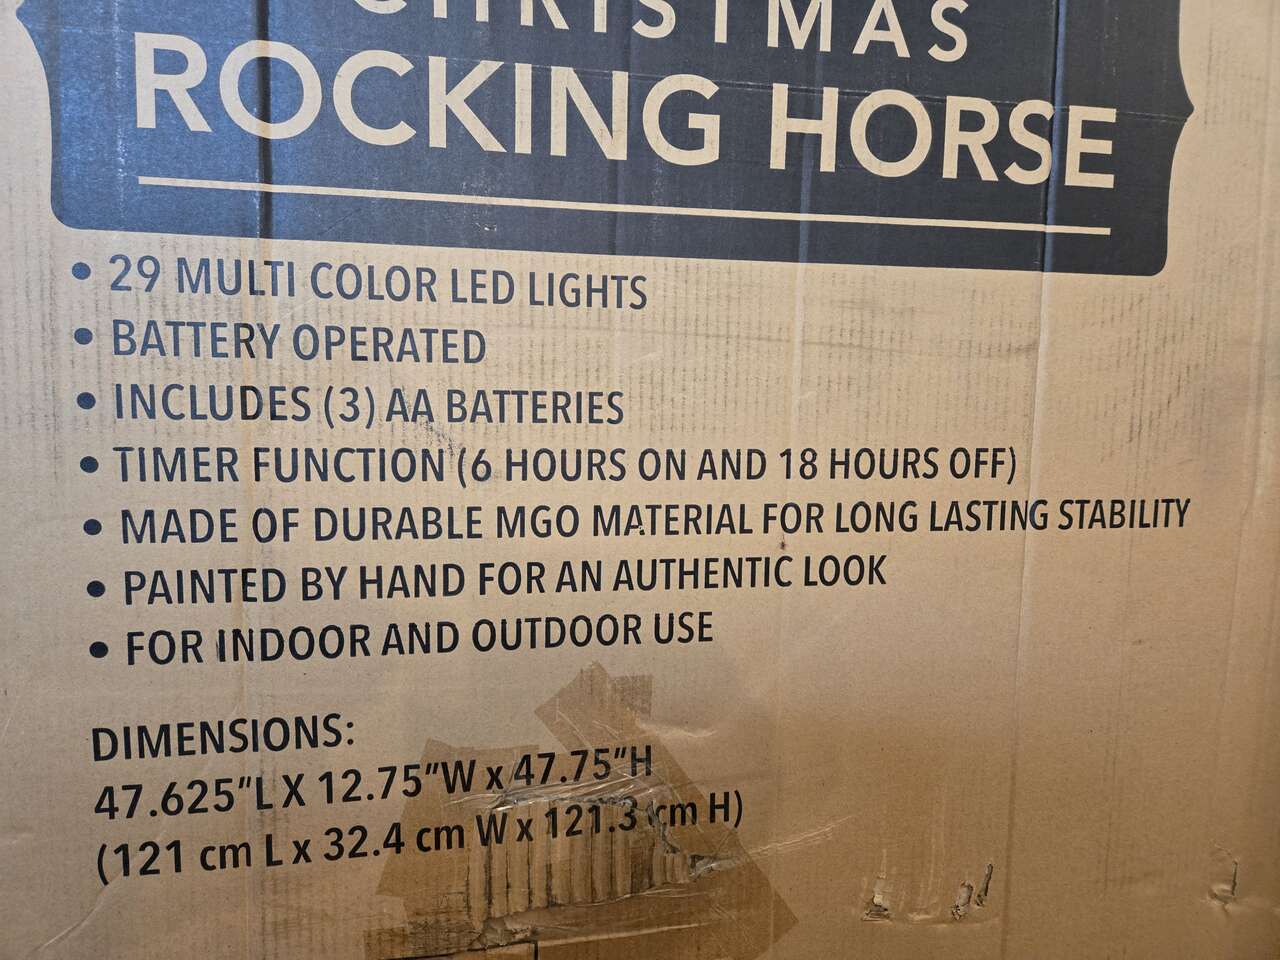 CHRISTMAS
ROCKING HORSE
• 29 MULTI COLOR LED LIGHTS
• BATTERY OPERATED
• INCLUDES (3) AA BATTERIES
• TIMER FUNCTION (6 HOURS ON AND 18 HOURS OFF)
• MADE OF DURABLE MGO MATERIAL FOR LONG LASTING STABILITY
• PAINTED BY HAND FOR AN AUTHENTIC LOOK
• FOR INDOOR AND OUTDOOR USE
DIMENSIONS:
47.625"L X 12.75"W x 47.75"H
(121 cm L x 32.4 cm W x 121.3 cm H)